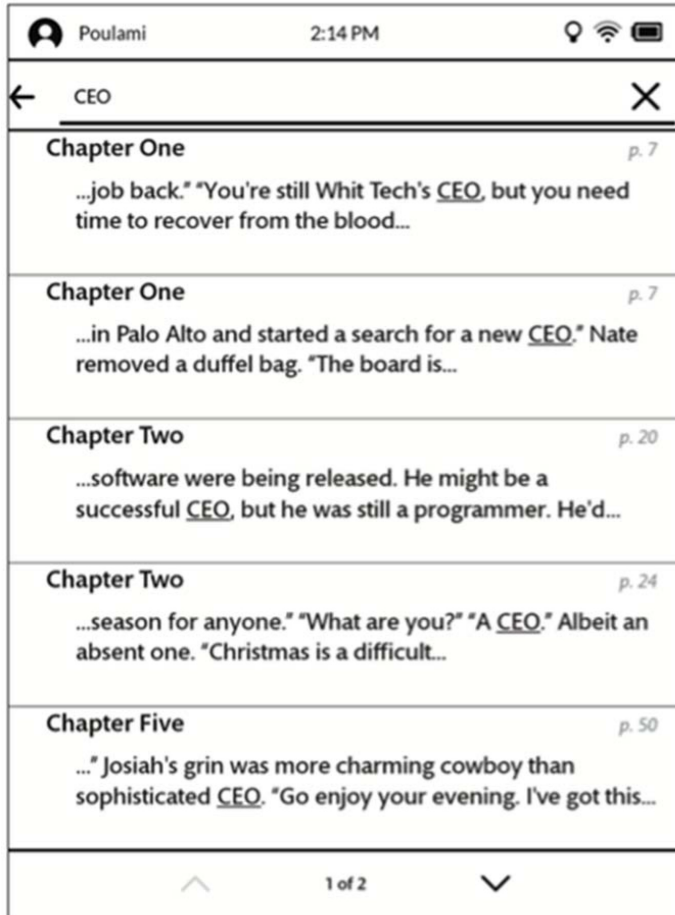 Poulami 2:14 PM
CEO
Chapter One p. 7
...job back.” “You're still Whit Tech's CEO, but you need
time to recover from the blood...
Chapter One p. 7
...in Palo Alto and started a search for a new CEO.” Nate
removed a duffel bag. “The board is...
Chapter Two p. 20
...software were being released. He might be a
successful CEO, but he was still a programmer. He'd...
Chapter Two p. 24
...season for anyone.” “What are you?” “A CEO.” Albeit an
absent one. “Christmas is a difficult...
Chapter Five p. 50
...” Josiah's grin was more charming cowboy than
sophisticated CEO. “Go enjoy your evening. I've got this...
1 of 2